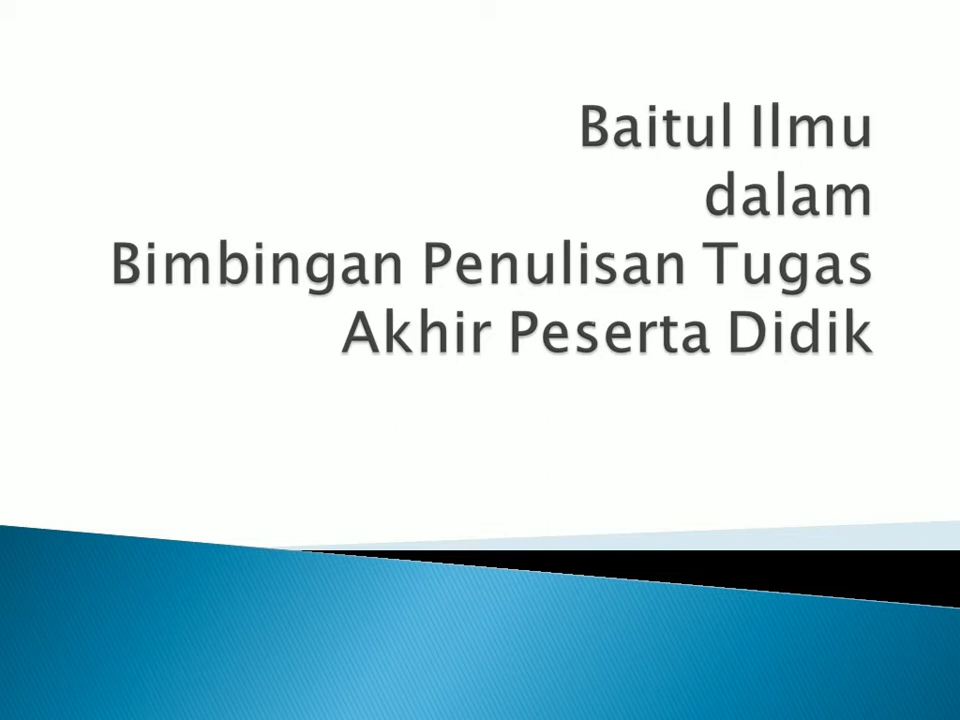 Baitul Ilmu
dalam
Bimbingan Penulisan Tugas
Akhir Peserta Didik